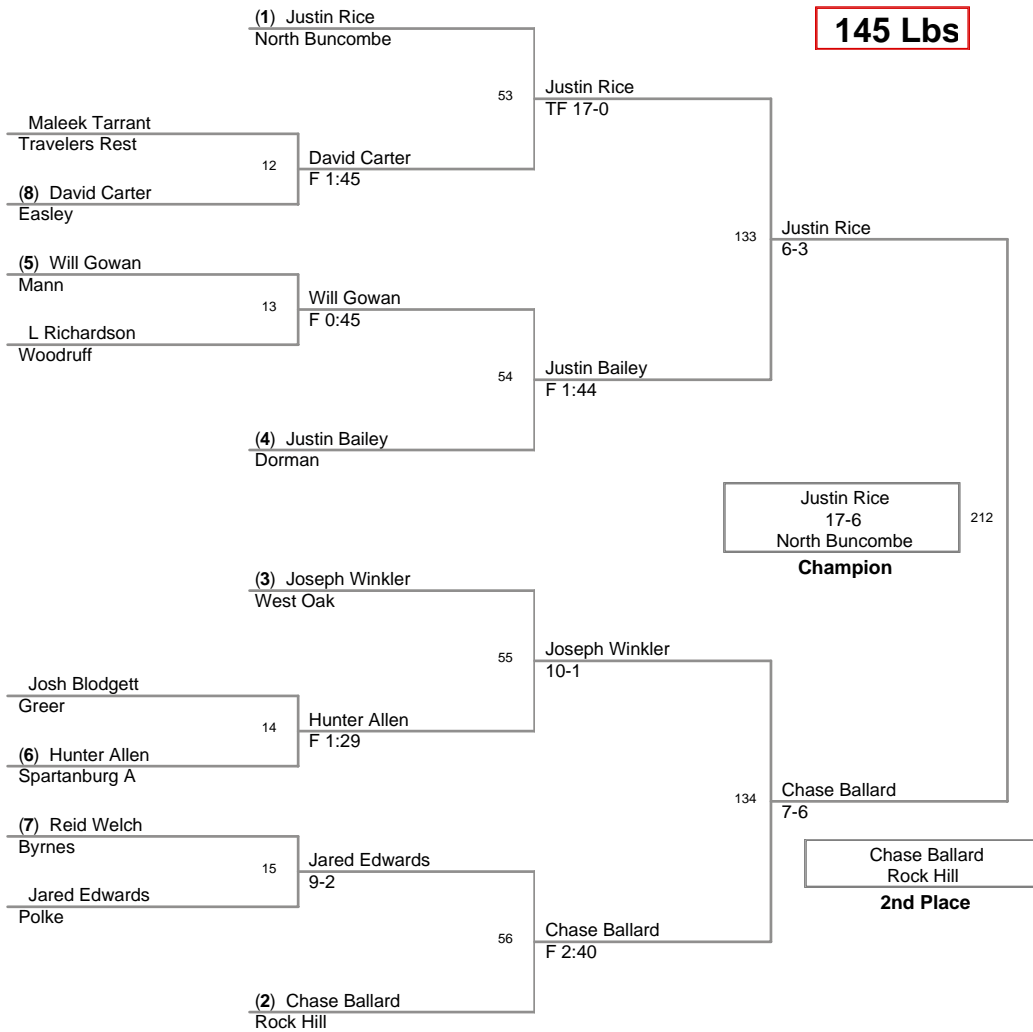 (1) Justin Rice
North Buncombe
145 Lbs
53
Justin Rice
TF 17-0
Maleek Tarrant
Travelers Rest
12
David Carter
F 1:45
(8) David Carter
Easley
133
Justin Rice
6-3
(5) Will Gowan
Mann
13
Will Gowan
F 0:45
L Richardson
Woodruff
54
Justin Bailey
F 1:44
(4) Justin Bailey
Dorman
Justin Rice
17-6
North Buncombe
212
Champion
(3) Joseph Winkler
West Oak
55
Joseph Winkler
10-1
Josh Blodgett
Greer
14
Hunter Allen
F 1:29
(6) Hunter Allen
Spartanburg A
134
Chase Ballard
7-6
(7) Reid Welch
Byrnes
15
Jared Edwards
9-2
Chase Ballard
Rock Hill
2nd Place
Jared Edwards
Polke
56
Chase Ballard
F 2:40
(2) Chase Ballard
Rock Hill